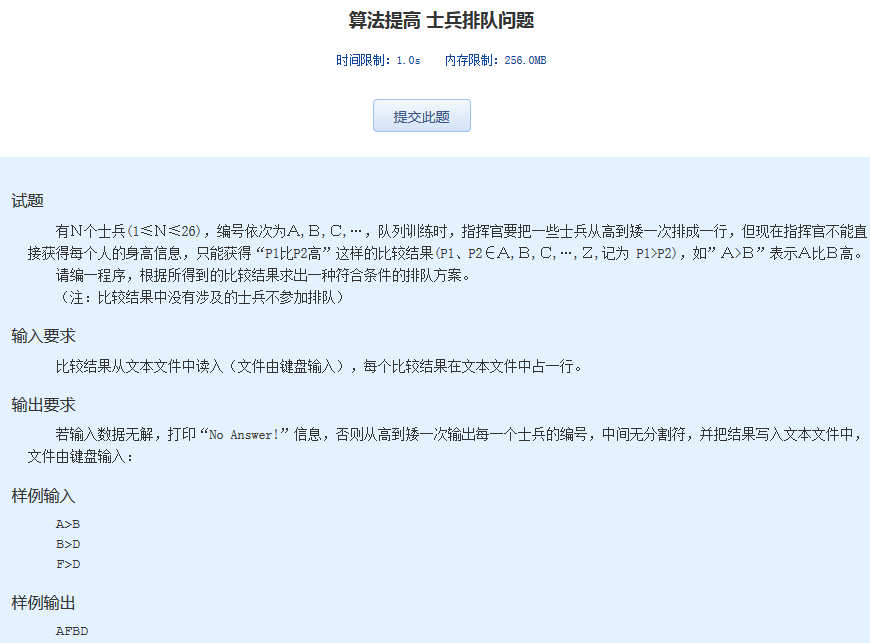 算法提高 士兵排队问题
时间限制：1.0s 内存限制：256.0MB
提交此题
试题
有Ｎ个士兵(1≤Ｎ≤26)，编号依次为Ａ,Ｂ,Ｃ,…，队列训练时，指挥官要把一些士兵从高到矮一次排成一行，但现在指挥官不能直
接获得每个人的身高信息，只能获得“P1比P2高”这样的比较结果(P1、P2∈Ａ,Ｂ,Ｃ,…,Ｚ,记为 P1>P2)，如”Ａ>Ｂ”表示Ａ比Ｂ高。
请编一程序，根据所得到的比较结果求出一种符合条件的排队方案。
（注：比较结果中没有涉及的士兵不参加排队）
输入要求
比较结果从文本文件中读入（文件由键盘输入），每个比较结果在文本文件中占一行。
输出要求
若输入数据无解，打印“No Answer!”信息，否则从高到矮一次输出每一个士兵的编号，中间无分割符，并把结果写入文本文件中，
文件由键盘输入：
样例输入
A>B
B>D
F>D
样例输出
AFBD